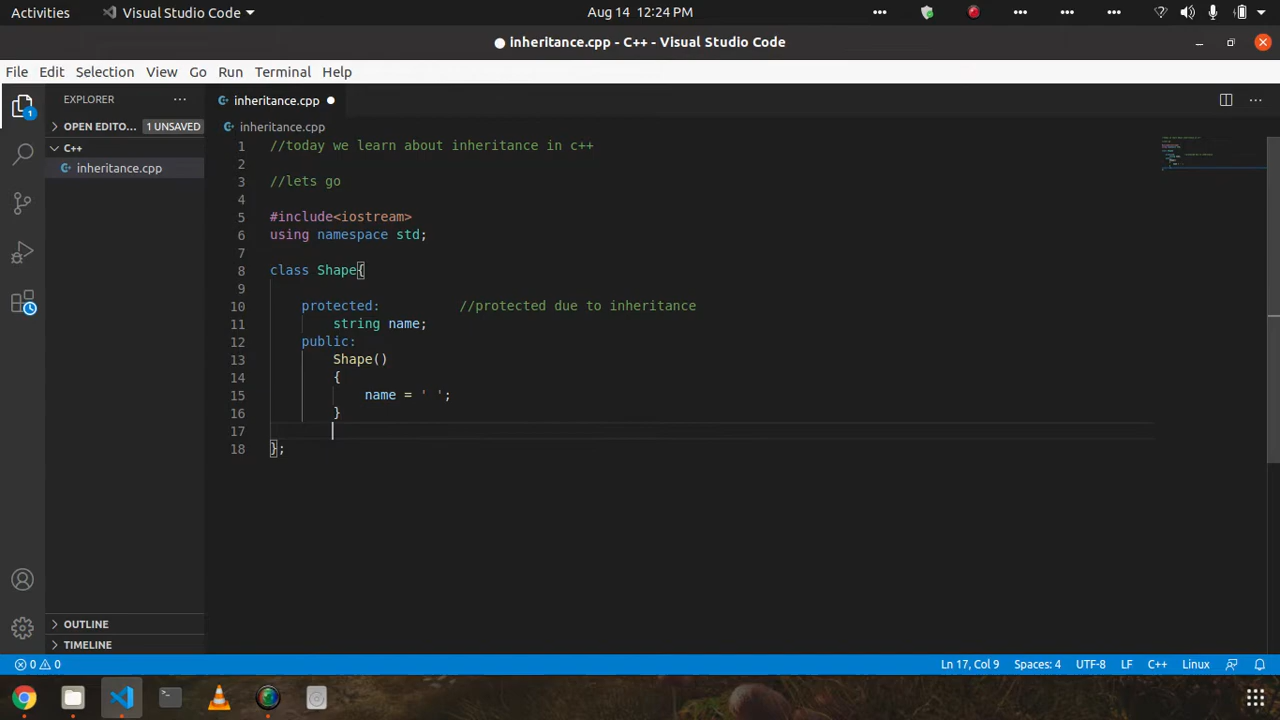 Activities Visual Studio Code Aug 14 12:24 PM
inheritance.cpp - C++ - Visual Studio Code
File Edit Selection View Go Run Terminal Help
EXPLORER
inheritance.cpp
OPEN EDITO... 1 UNSAVED
inheritance.cpp
C++
inheritance.cpp
1 //today we learn about inheritance in c++
2
3 //lets go
4
5 #include<iostream>
6 using namespace std;
7
8 class Shape{
9
10 protected: //protected due to inheritance
11 string name;
12 public:
13 Shape()
14 {
15 name = ' ';
16 }
17
18 };
OUTLINE
TIMELINE
0 0 Ln 17, Col 9 Spaces: 4 UTF-8 LF C++ Linux